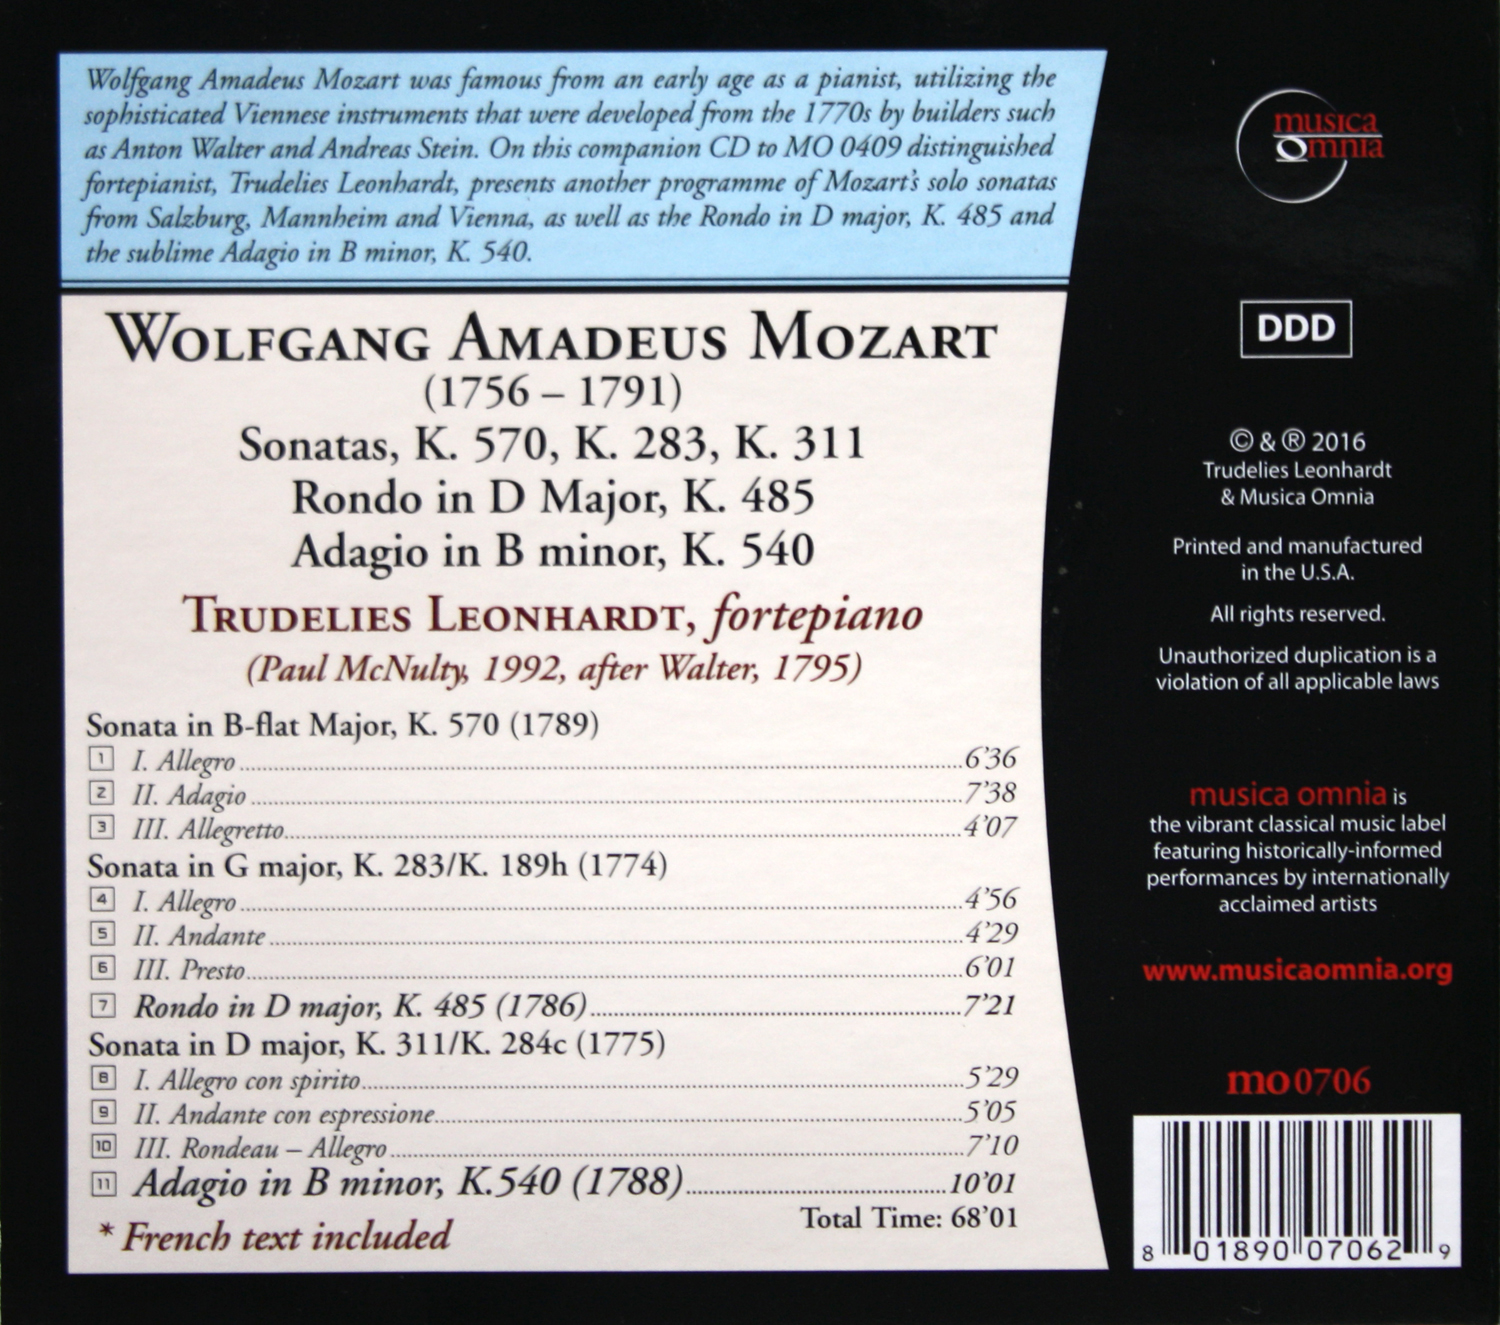 Wolfgang Amadeus Mozart was famous from an early age as a pianist, utilizing the
sophisticated Viennese instruments that were developed from the 1770s by builders such
as Anton Walter and Andreas Stein. On this companion CD to MO 0409 distinguished
fortepianist, Trudelies Leonhardt, presents another programme of Mozart's solo sonatas
from Salzburg, Mannheim and Vienna, as well as the Rondo in D major, K. 485 and
the sublime Adagio in B minor, K. 540.
WOLFGANG AMADEUS MOZART
(1756 – 1791)
Sonatas, K. 570, K. 283, K. 311
Rondo in D Major, K. 485
Adagio in B minor, K. 540
TRUDELIES LEONHARDT, fortepiano
(Paul McNulty, 1992, after Walter, 1795)
Sonata in B-flat Major, K. 570 (1789)
1 I. Allegro 6'36
2 II. Adagio 7'38
3 III. Allegretto 4'07
Sonata in G major, K. 283/K. 189h (1774)
4 I. Allegro 4'56
5 II. Andante 4'29
6 III. Presto 6'01
7 Rondo in D major, K. 485 (1786) 7'21
Sonata in D major, K. 311/K. 284c (1775)
8 I. Allegro con spirito 5'29
9 II. Andante con espressione 5'05
10 III. Rondeau – Allegro 7'10
11 Adagio in B minor, K.540 (1788) 10'01
Total Time: 68'01
* French text included
musica
omnia
DDD
© & ® 2016
Trudelies Leonhardt
& Musica Omnia
Printed and manufactured
in the U.S.A.
All rights reserved.
Unauthorized duplication is a
violation of all applicable laws
musica omnia is
the vibrant classical music label
featuring historically-informed
performances by internationally
acclaimed artists
www.musicaomnia.org
mo0706
8 01890 07062 9